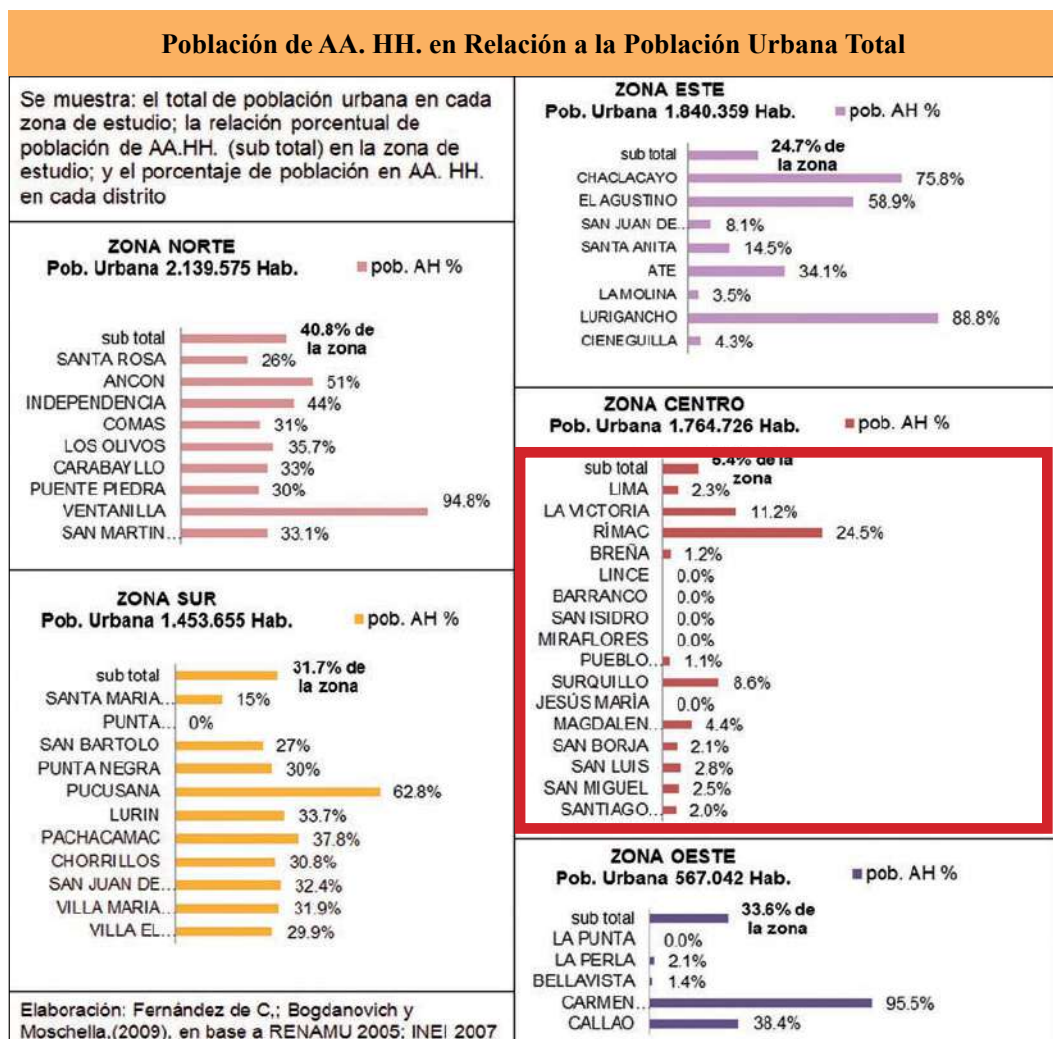 Población de AA. HH. en Relación a la Población Urbana Total
Se muestra: el total de población urbana en cada
zona de estudio; la relación porcentual de
población de AA.HH. (sub total) en la zona de
estudio; y el porcentaje de población en AA. HH.
en cada distrito
ZONA NORTE
Pob. Urbana 2.139.575 Hab. pob. AH %
sub total 40.8% de la zona
SANTA ROSA 26%
ANCON 51%
INDEPENDENCIA 44%
COMAS 31%
LOS OLIVOS 35.7%
CARABAYLLO 33%
PUENTE PIEDRA 30%
VENTANILLA 94.8%
SAN MARTIN... 33.1%
ZONA SUR
Pob. Urbana 1.453.655 Hab. pob. AH %
sub total 31.7% de la zona
SANTA MARIA... 15%
PUNTA... 0%
SAN BARTOLO 27%
PUNTA NEGRA 30%
PUCUSANA 62.8%
LURIN 33.7%
PACHACAMAC 37.8%
CHORRILLOS 30.8%
SAN JUAN DE... 32.4%
VILLA MARIA... 31.9%
VILLA EL... 29.9%
Elaboración: Fernández de C,; Bogdanovich y
Moschella,(2009), en base a RENAMU 2005; INEI 2007
ZONA ESTE
Pob. Urbana 1.840.359 Hab. pob. AH %
sub total 24.7% de la zona
CHACLACAYO 75.8%
EL AGUSTINO 58.9%
SAN JUAN DE... 8.1%
SANTA ANITA 14.5%
ATE 34.1%
LA MOLINA 3.5%
LURIGANCHO 88.8%
CIENEGUILLA 4.3%
ZONA CENTRO
Pob. Urbana 1.764.726 Hab. pob. AH %
sub total 5.4% de la zona
LIMA 2.3%
LA VICTORIA 11.2%
RÍMAC 24.5%
BREÑA 1.2%
LINCE 0.0%
BARRANCO 0.0%
SAN ISIDRO 0.0%
MIRAFLORES 0.0%
PUEBLO... 1.1%
SURQUILLO 8.6%
JESÚS MARÍA 0.0%
MAGDALEN... 4.4%
SAN BORJA 2.1%
SAN LUIS 2.8%
SAN MIGUEL 2.5%
SANTIAGO... 2.0%
ZONA OESTE
Pob. Urbana 567.042 Hab. pob. AH %
sub total 33.6% de la zona
LA PUNTA 0.0%
LA PERLA 2.1%
BELLAVISTA 1.4%
CARMEN... 95.5%
CALLAO 38.4%